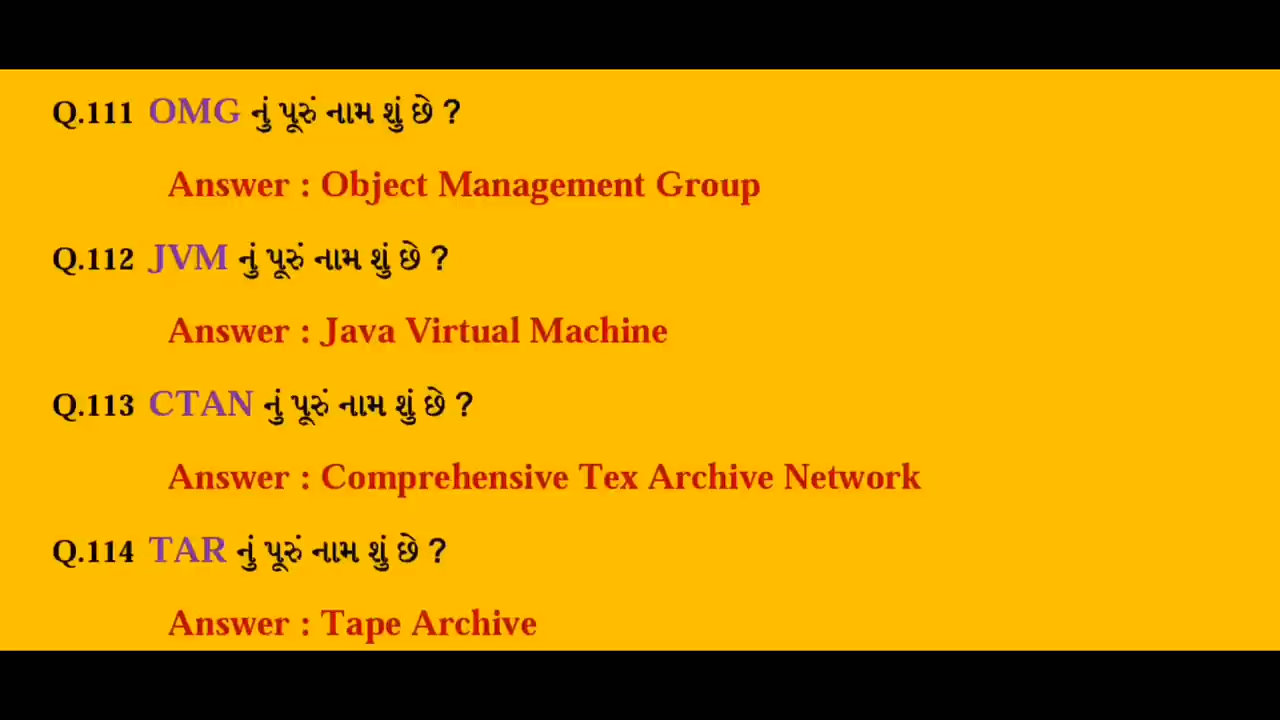 Q.111 OMG નું પૂરું નામ શું છે ?
Answer : Object Management Group
Q.112 JVM નું પૂરું નામ શું છે ?
Answer : Java Virtual Machine
Q.113 CTAN નું પૂરું નામ શું છે ?
Answer : Comprehensive Tex Archive Network
Q.114 TAR નું પૂરું નામ શું છે ?
Answer : Tape Archive